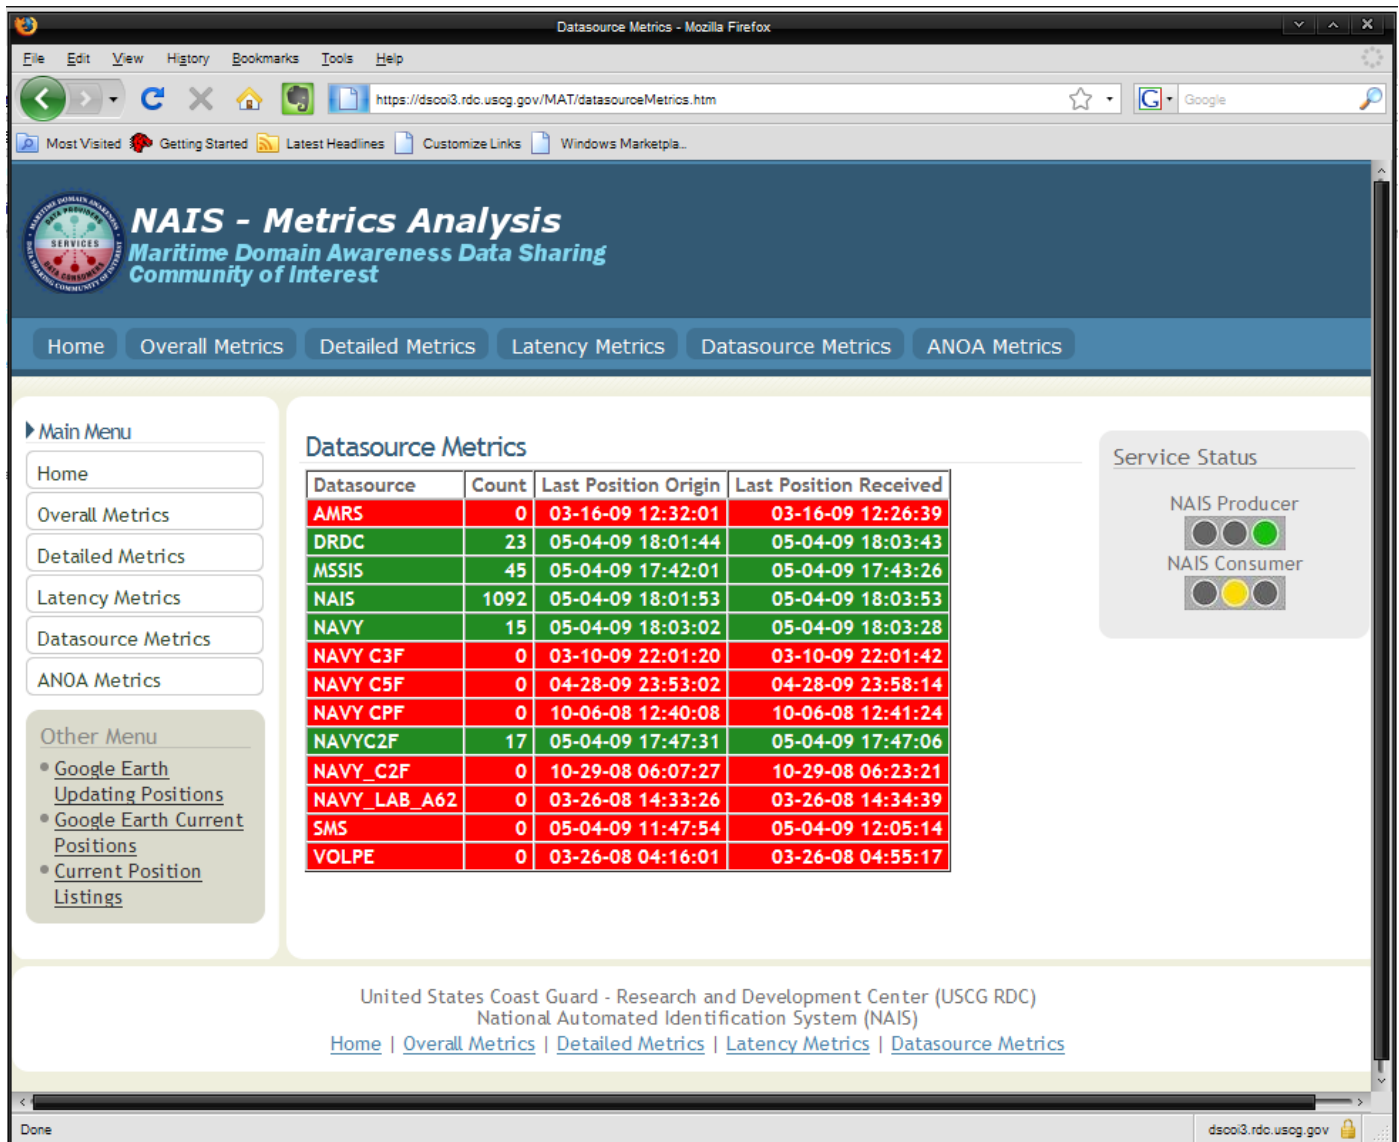 Datasource Metrics - Mozilla Firefox
File Edit View History Bookmarks Tools Help
https://dscoi3.rdc.uscg.gov/MAT/datasourceMetrics.htm
G Google
Most Visited Getting Started Latest Headlines Customize Links Windows Marketpla...
MARITIME DOMAIN AWARENESS
DATA PROVIDERS
SERVICES
DATA CONSUMERS
DATA SHARING COMMUNITY OF INTEREST
NAIS - Metrics Analysis
Maritime Domain Awareness Data Sharing
Community of Interest
Home Overall Metrics Detailed Metrics Latency Metrics Datasource Metrics ANOA Metrics
Main Menu
Home
Overall Metrics
Detailed Metrics
Latency Metrics
Datasource Metrics
ANOA Metrics
Other Menu
Google Earth
Updating Positions
Google Earth Current
Positions
Current Position
Listings
Datasource Metrics
Datasource Count Last Position Origin Last Position Received
AMRS 0 03-16-09 12:32:01 03-16-09 12:26:39
DRDC 23 05-04-09 18:01:44 05-04-09 18:03:43
MSSIS 45 05-04-09 17:42:01 05-04-09 17:43:26
NAIS 1092 05-04-09 18:01:53 05-04-09 18:03:53
NAVY 15 05-04-09 18:03:02 05-04-09 18:03:28
NAVY C3F 0 03-10-09 22:01:20 03-10-09 22:01:42
NAVY C5F 0 04-28-09 23:53:02 04-28-09 23:58:14
NAVY CPF 0 10-06-08 12:40:08 10-06-08 12:41:24
NAVYC2F 17 05-04-09 17:47:31 05-04-09 17:47:06
NAVY_C2F 0 10-29-08 06:07:27 10-29-08 06:23:21
NAVY_LAB_A62 0 03-26-08 14:33:26 03-26-08 14:34:39
SMS 0 05-04-09 11:47:54 05-04-09 12:05:14
VOLPE 0 03-26-08 04:16:01 03-26-08 04:55:17
Service Status
NAIS Producer
NAIS Consumer
United States Coast Guard - Research and Development Center (USCG RDC)
National Automated Identification System (NAIS)
Home | Overall Metrics | Detailed Metrics | Latency Metrics | Datasource Metrics
Done
dscoi3.rdc.uscg.gov